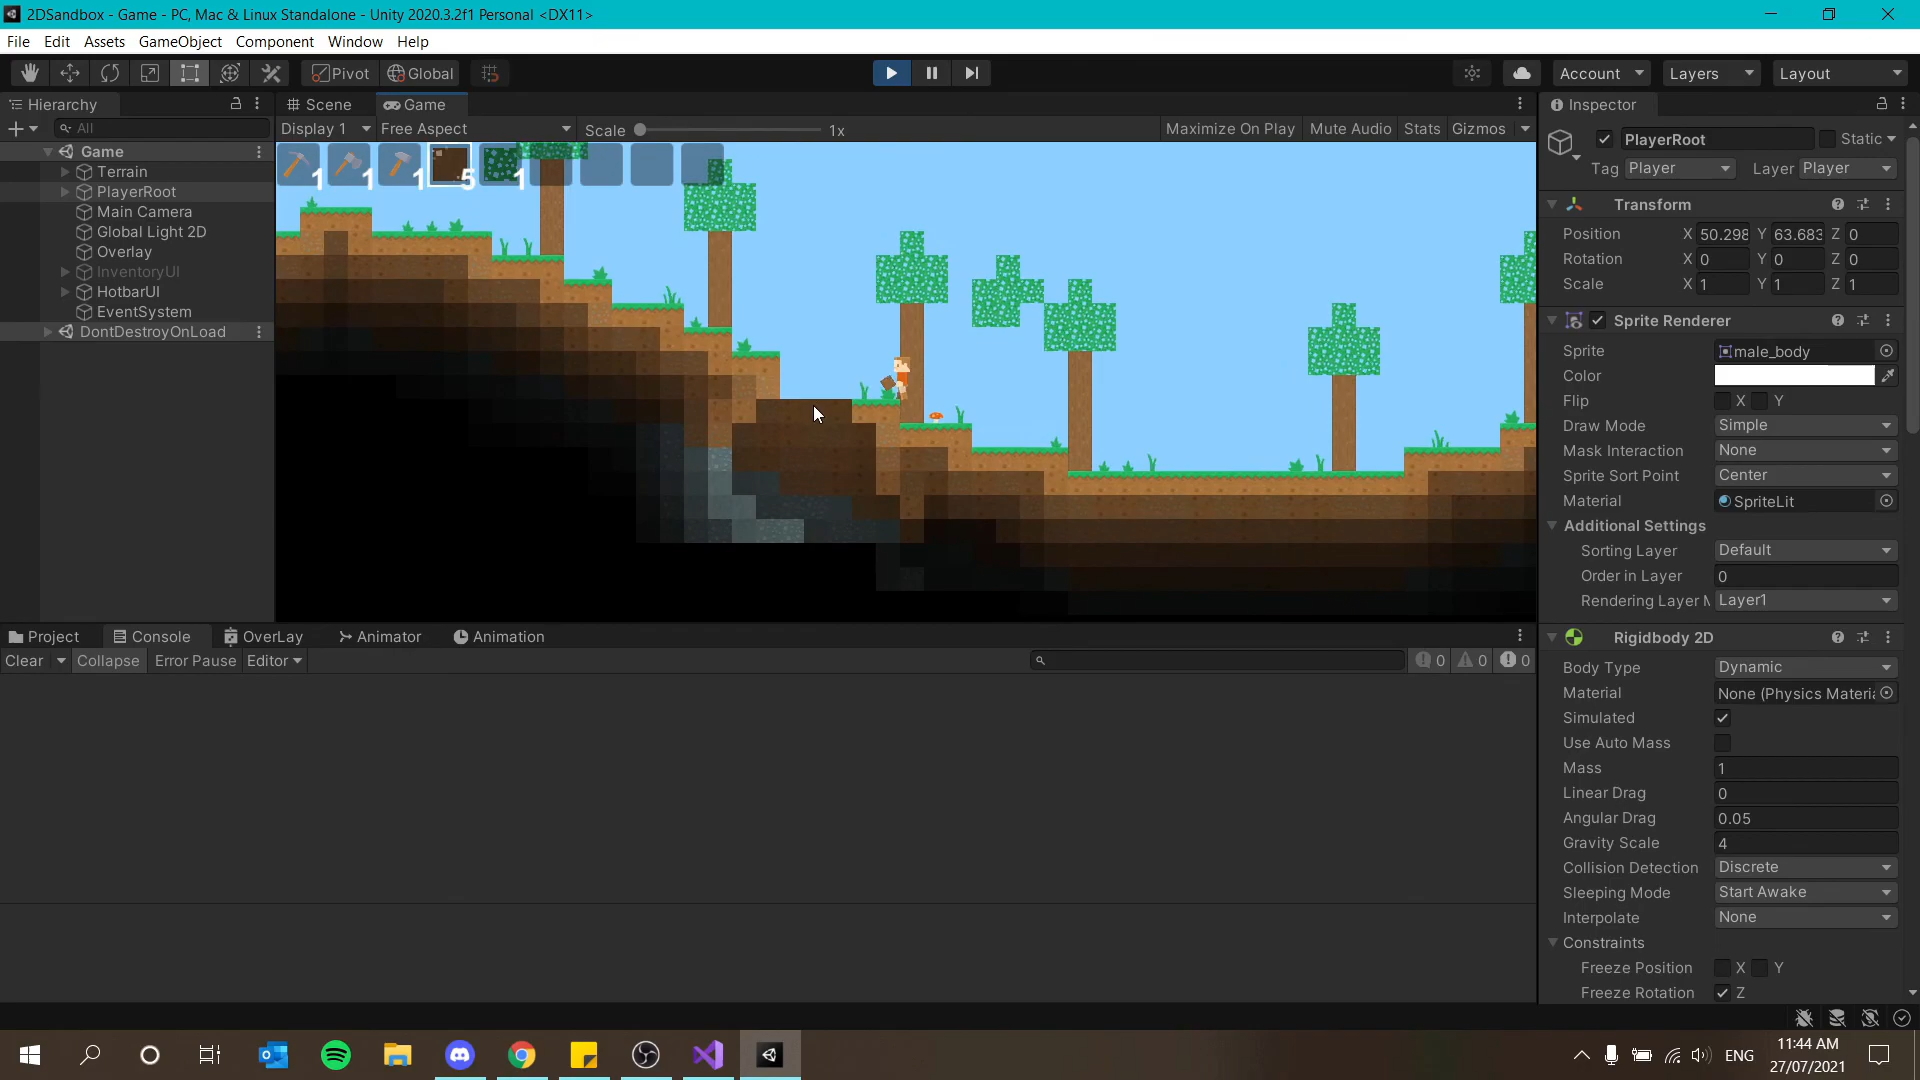 2DSandbox - Game - PC, Mac & Linux Standalone - Unity 2020.3.2f1 Personal <DX11>
File Edit Assets GameObject Component Window Help
Pivot Global Account Layers Layout
Hierarchy
All
Game
Terrain
PlayerRoot
Main Camera
Global Light 2D
Overlay
InventoryUI
HotbarUI
EventSystem
DontDestroyOnLoad
Scene Game
Display 1 Free Aspect Scale 1x Maximize On Play Mute Audio Stats Gizmos
1 1 1 5 1
Inspector
PlayerRoot Static
Tag Player Layer Player
Transform
Position X 50.298 Y 63.683 Z 0
Rotation X 0 Y 0 Z 0
Scale X 1 Y 1 Z 1
Sprite Renderer
Sprite male_body
Color
Flip X Y
Draw Mode Simple
Mask Interaction None
Sprite Sort Point Center
Material SpriteLit
Additional Settings
Sorting Layer Default
Order in Layer 0
Rendering Layer M Layer1
Rigidbody 2D
Body Type Dynamic
Material None (Physics Materia
Simulated
Use Auto Mass
Mass 1
Linear Drag 0
Angular Drag 0.05
Gravity Scale 4
Collision Detection Discrete
Sleeping Mode Start Awake
Interpolate None
Constraints
Freeze Position X Y
Freeze Rotation Z
Project Console OverLay Animator Animation
Clear Collapse Error Pause Editor 0 0 0
ENG
11:44 AM
27/07/2021